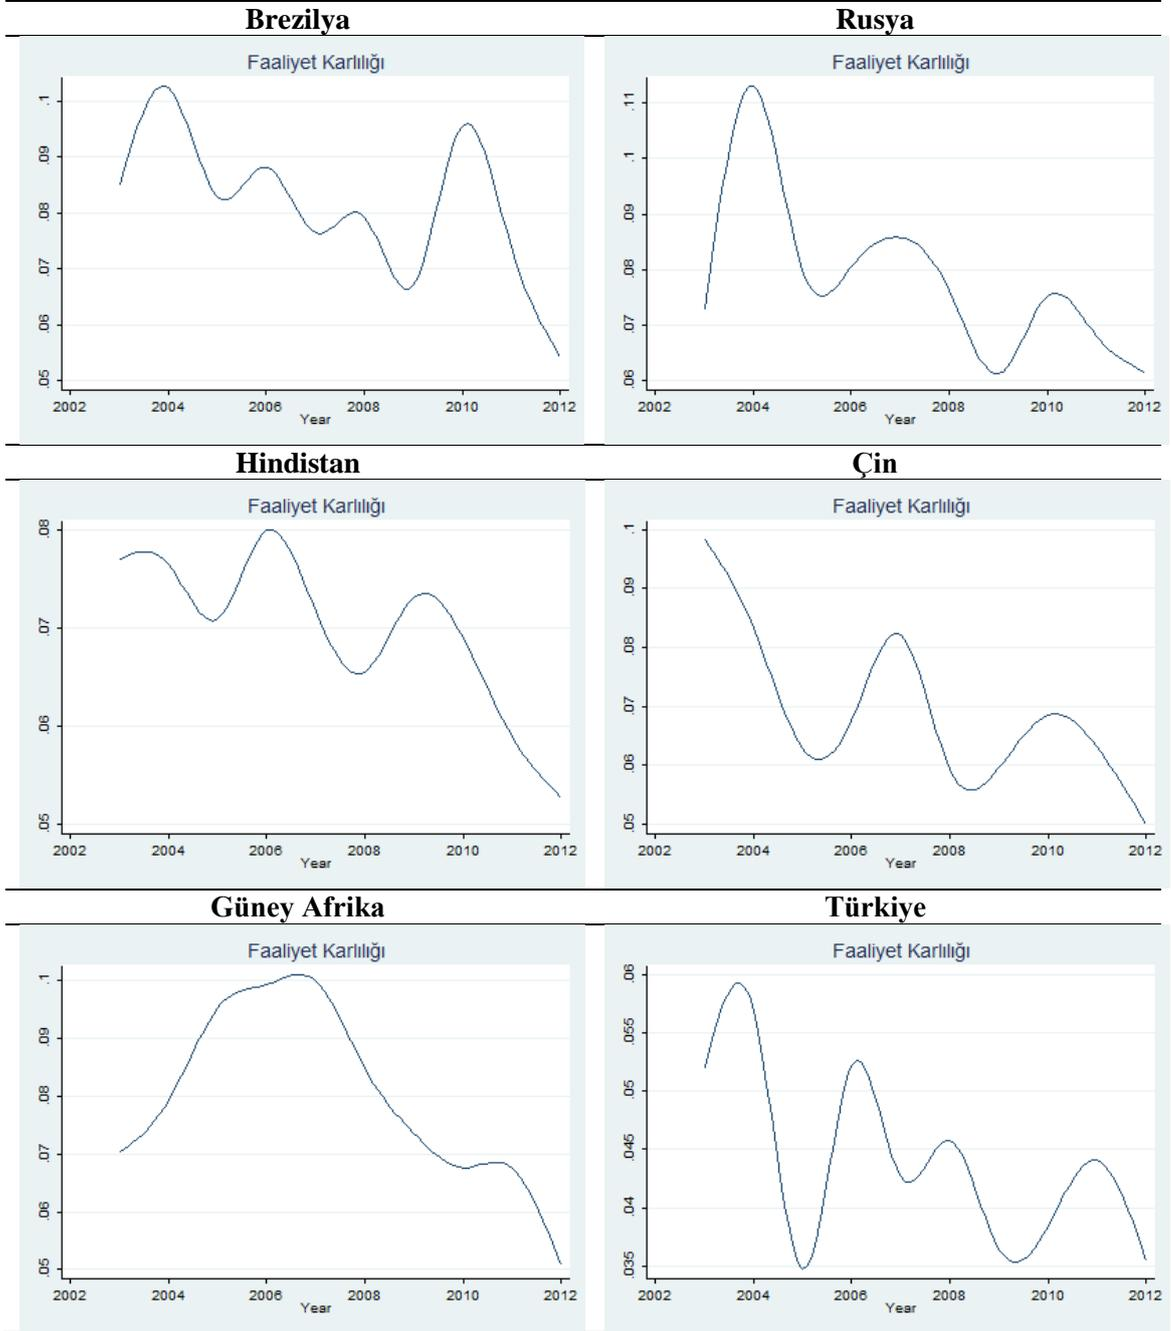 Brezilya
Rusya
Faaliyet Karlılığı
.1
.09
.08
.07
.06
.05
2002 2004 2006 2008 2010 2012
Year
Faaliyet Karlılığı
.11
.1
.09
.08
.07
.06
2002 2004 2006 2008 2010 2012
Year
Hindistan
Çin
Faaliyet Karlılığı
.08
.07
.06
.05
2002 2004 2006 2008 2010 2012
Year
Faaliyet Karlılığı
.1
.09
.08
.07
.06
.05
2002 2004 2006 2008 2010 2012
Year
Güney Afrika
Türkiye
Faaliyet Karlılığı
.1
.09
.08
.07
.06
.05
2002 2004 2006 2008 2010 2012
Year
Faaliyet Karlılığı
.06
.055
.05
.045
.04
.035
2002 2004 2006 2008 2010 2012
Year